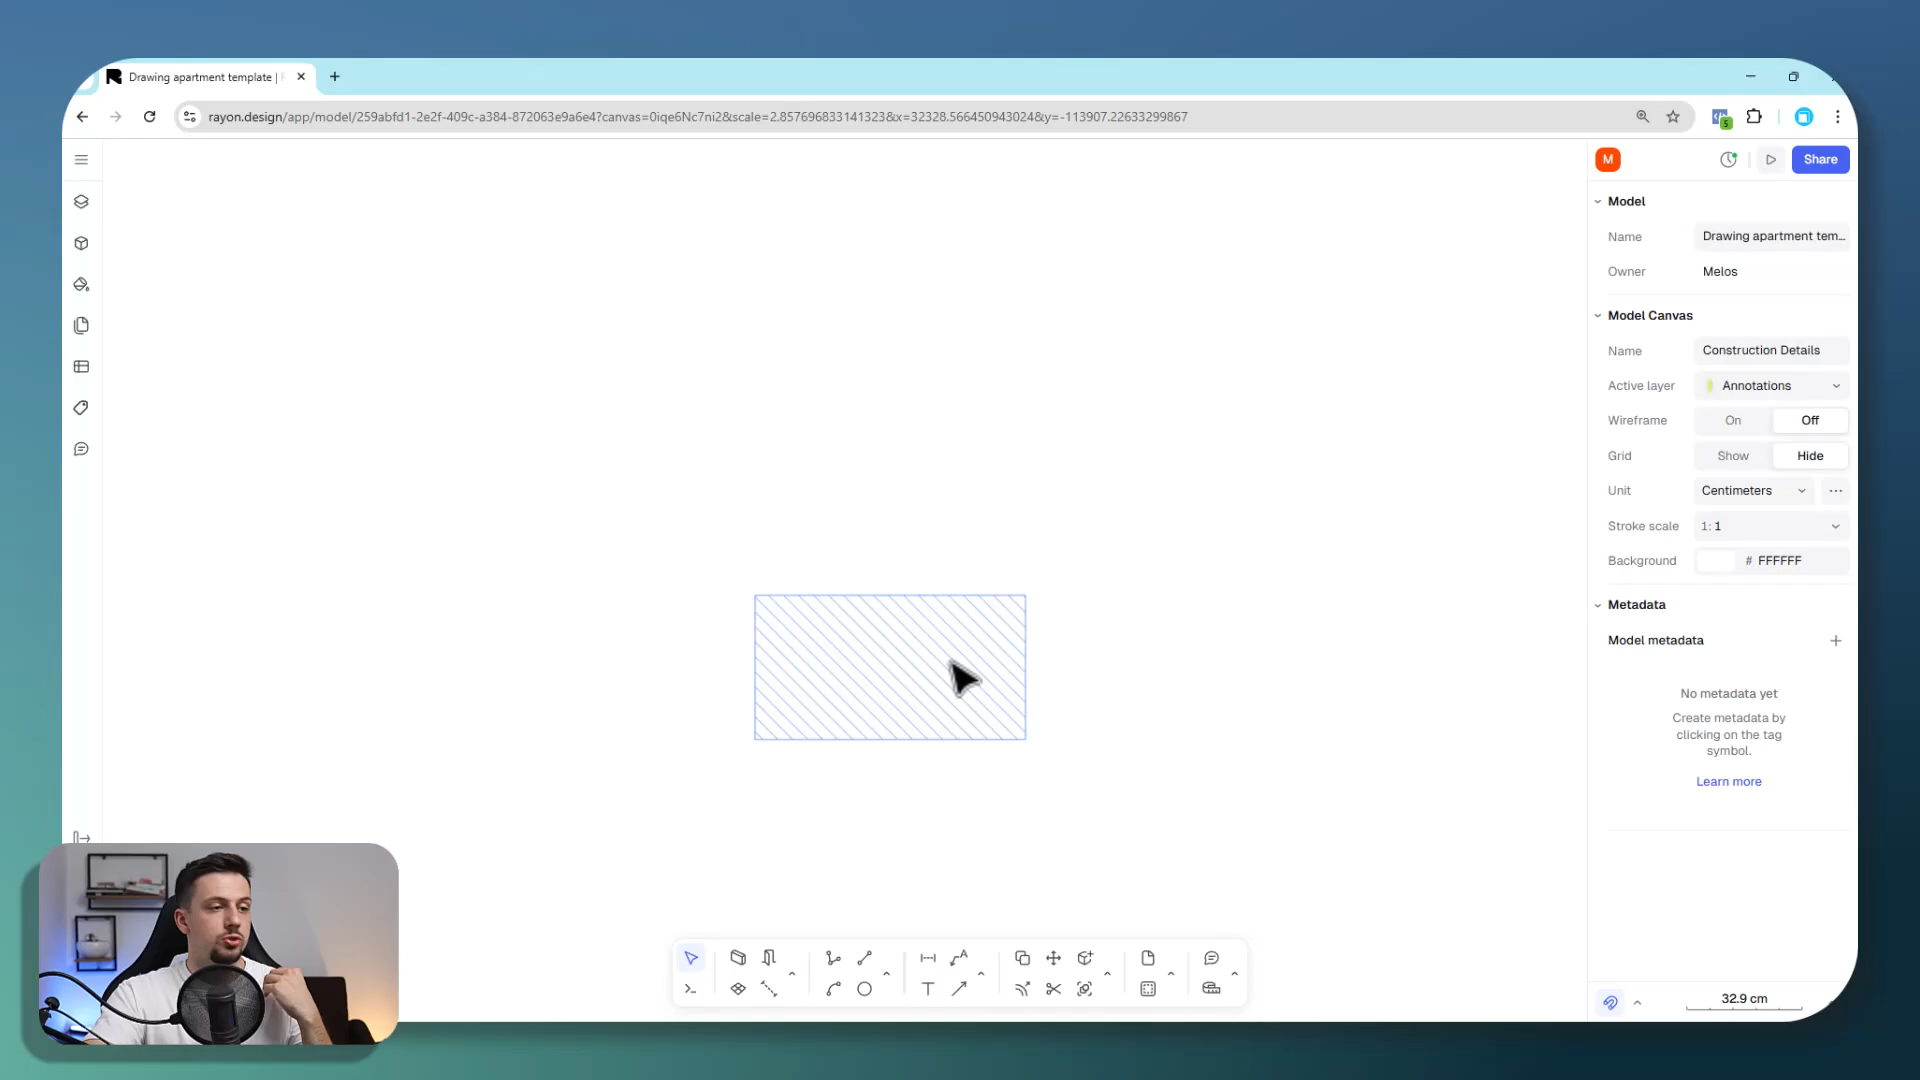 Drawing apartment template |
rayon.design/app/model/259abfd1-2e2f-409c-a384-872063e9a6e4?canvas=0iqe6Nc7ni2&scale=2.857696833141323&x=32328.566450943024&y=-113907.22633299867
5
M
Share
Model
Name
Drawing apartment tem...
Owner
Melos
Model Canvas
Name
Construction Details
Active layer
Annotations
Wireframe
On
Off
Grid
Show
Hide
Unit
Centimeters
Stroke scale
1: 1
Background
# FFFFFF
Metadata
Model metadata
No metadata yet
Create metadata by
clicking on the tag
symbol.
Learn more
32.9 cm